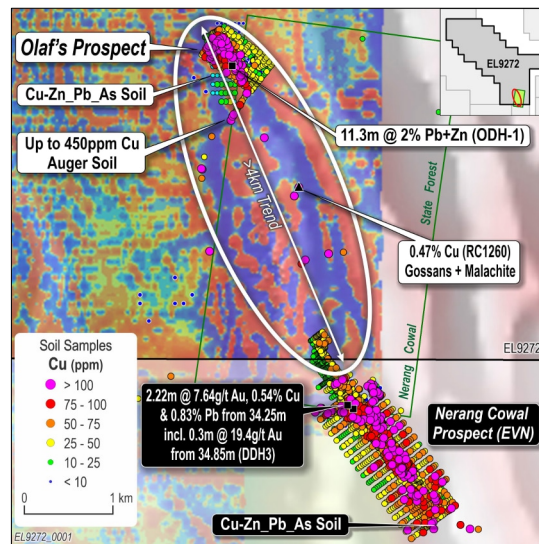 Olaf's Prospect
Cu-Zn_Pb_As Soil
Up to 450ppm Cu
Auger Soil
EL9272
11.3m @ 2% Pb+Zn (ODH-1)
>4km Trend
State Forest
0.47% Cu (RC1260)
Gossans + Malachite
Nerang Cowal
EL9272
Soil Samples
Cu (ppm)
> 100
75 - 100
50 - 75
25 - 50
10 - 25
< 10
0
1 km
2.22m @ 7.64g/t Au, 0.54% Cu
& 0.83% Pb from 34.25m
incl. 0.3m @ 19.4g/t Au
from 34.85m (DDH3)
Nerang Cowal
Prospect (EVN)
Cu-Zn_Pb_As Soil
EL9272_0001